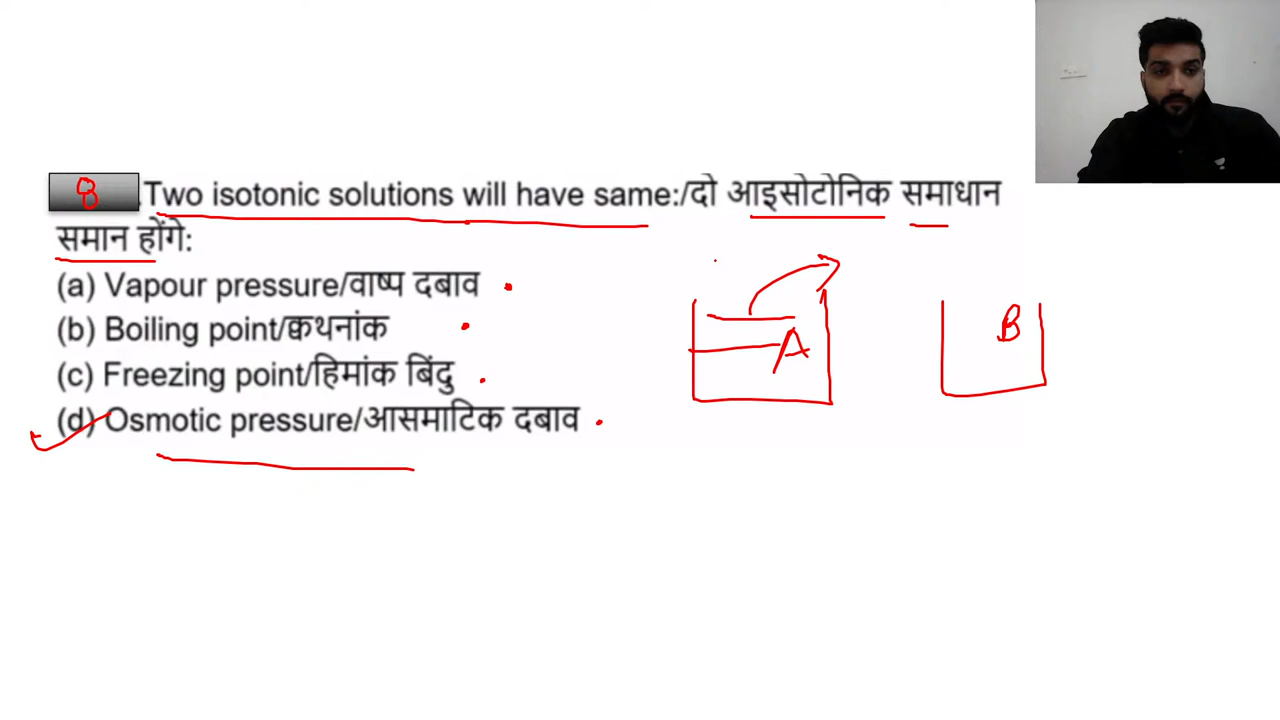 8 .Two isotonic solutions will have same:/दो आइसोटोनिक समाधान
समान होंगे:
(a) Vapour pressure/वाष्प दबाव
(b) Boiling point/क्वथनांक
(c) Freezing point/हिमांक बिंदु
(d) Osmotic pressure/आसमाटिक दबाव
A
B